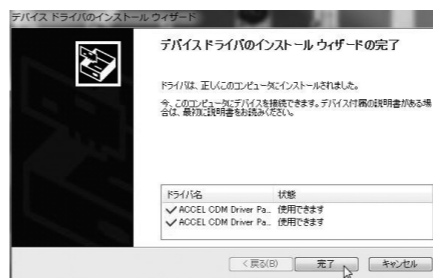 デバイス ドライバのインストール ウィザード
デバイス ドライバのインストール ウィザードの完了
ドライバは、正しくこのコンピュータにインストールされました。
今、このコンピュータにデバイスを接続できます。デバイス付属の説明書がある場
合は、最初に説明書をお読みください。
ドライバ名 状態
ACCEL CDM Driver Pa... 使用できます
ACCEL CDM Driver Pa... 使用できます
< 戻る(B) 完了 キャンセル